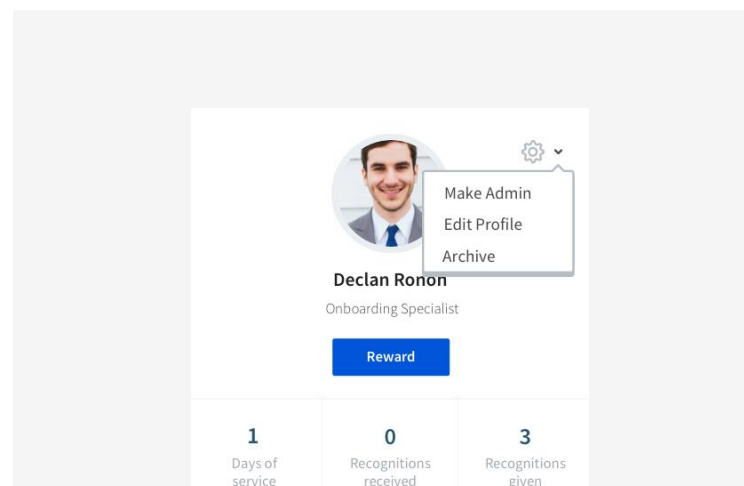 Make Admin
Edit Profile
Archive
Declan Ronon
Onboarding Specialist
Reward
1
0
3
Days of
service
Recognitions
received
Recognitions
given